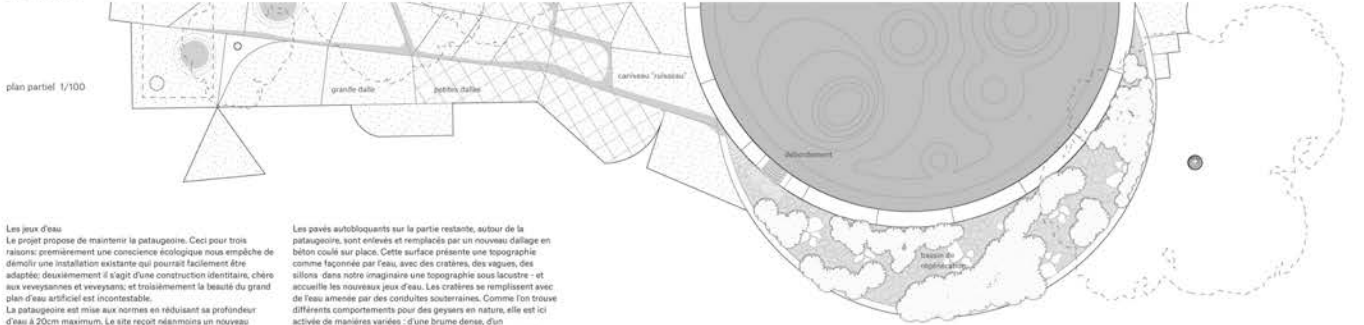 plan partiel 1/100
grande dalle
petites dalles
caniveau "ruisseau"
débordement
bassin de
régénération
Les jeux d'eau
Le projet propose de maintenir la pataugeoire. Ceci pour trois
raisons: premièrement une conscience écologique nous empêche de
démolir une installation existante qui pourrait facilement être
adaptée; deuxièmement il s'agit d'une construction identitaire, chère
aux veveysannes et veveysans; et troisièmement la beauté du grand
plan d'eau artificiel est incontestable.
La pataugeoire est mise aux normes en réduisant sa profondeur
d'eau à 20cm maximum. Le site reçoit néanmoins un nouveau
Les pavés autobloquants sur la partie restante, autour de la
pataugeoire, sont enlevés et remplacés par un nouveau dallage en
béton coulé sur place. Cette surface présente une topographie
comme façonnée par l'eau, avec des cratères, des vagues, des
sillons dans notre imaginaire une topographie sous lacustre - et
accueille les nouveaux jeux d'eau. Les cratères se remplissent avec
de l'eau amenée par des conduites souterraines. Comme l'on trouve
différents comportements pour des geysers en nature, elle est ici
activée de manières variées : d'une brume dense, d'un